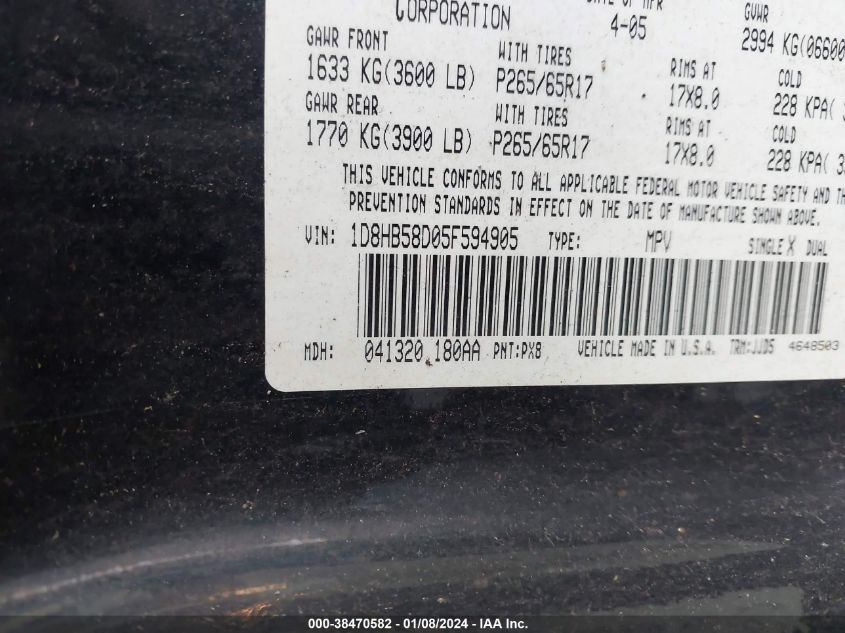 CORPORATION
4-05
GVWR
2994 KG(06600
GAWR FRONT WITH TIRES RIMS AT COLD
1633 KG(3600 LB) P265/65R17 17X8.0 228 KPA(
GAWR REAR WITH TIRES RIMS AT COLD
1770 KG(3900 LB) P265/65R17 17X8.0 228 KPA(
THIS VEHICLE CONFORMS TO ALL APPLICABLE FEDERAL MOTOR VEHICLE SAFETY AND
PREVENTION STANDARDS IN EFFECT ON THE DATE OF MANUFACTURE SHOWN ABOVE.
VIN: 1D8HB58D05F594905 TYPE: MPV SINGLE X DUAL
MDH: 041320 180AA PNT:PX8 VEHICLE MADE IN U.S.A. TRM:JJD5 4648503
000-38470582 - 01/08/2024 - IAA Inc.